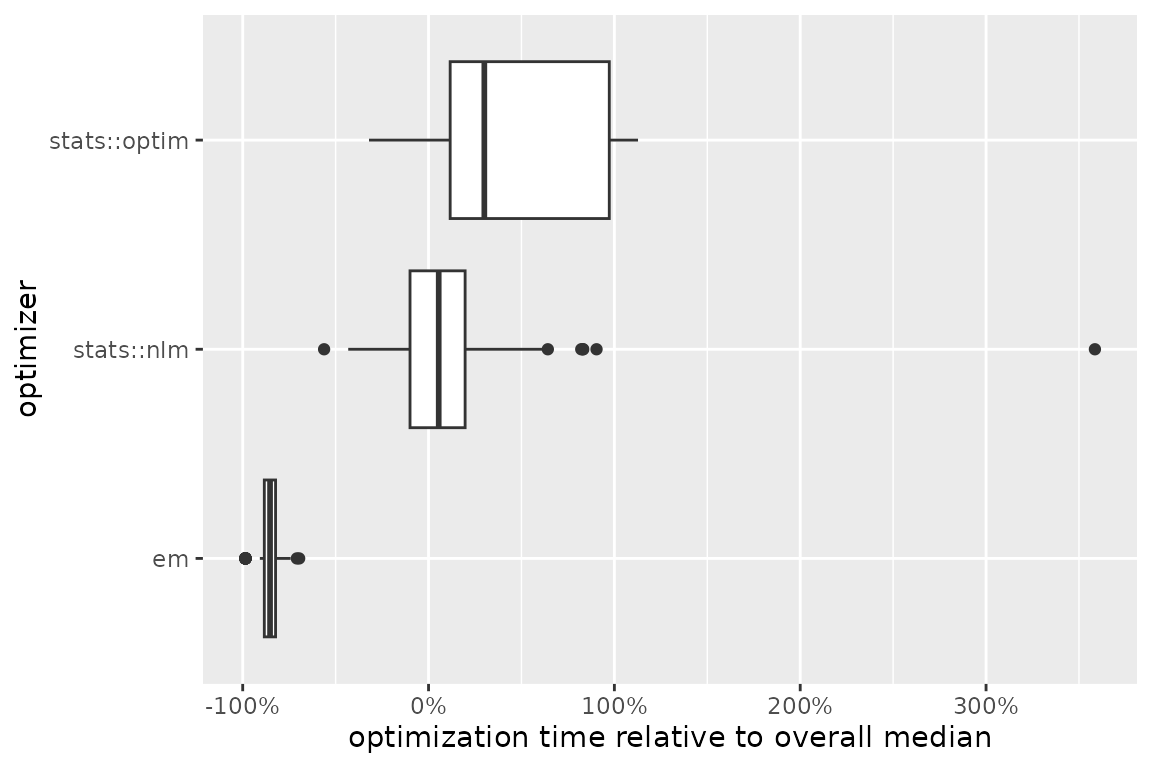 stats::optim
stats::nlm
em
optimizer
-100% 0% 100% 200% 300%
optimization time relative to overall median